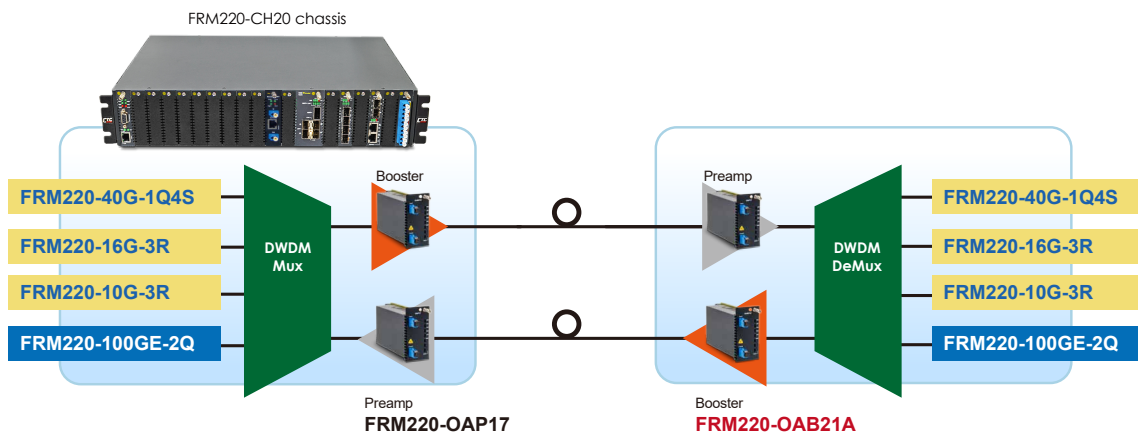 FRM220-CH20 chassis
CTC
CTC
Booster
Preamp
FRM220-40G-1Q4S
FRM220-16G-3R
FRM220-10G-3R
FRM220-100GE-2Q
DWDM
Mux
DWDM
DeMux
FRM220-40G-1Q4S
FRM220-16G-3R
FRM220-10G-3R
FRM220-100GE-2Q
Preamp
FRM220-OAP17
Booster
FRM220-OAB21A